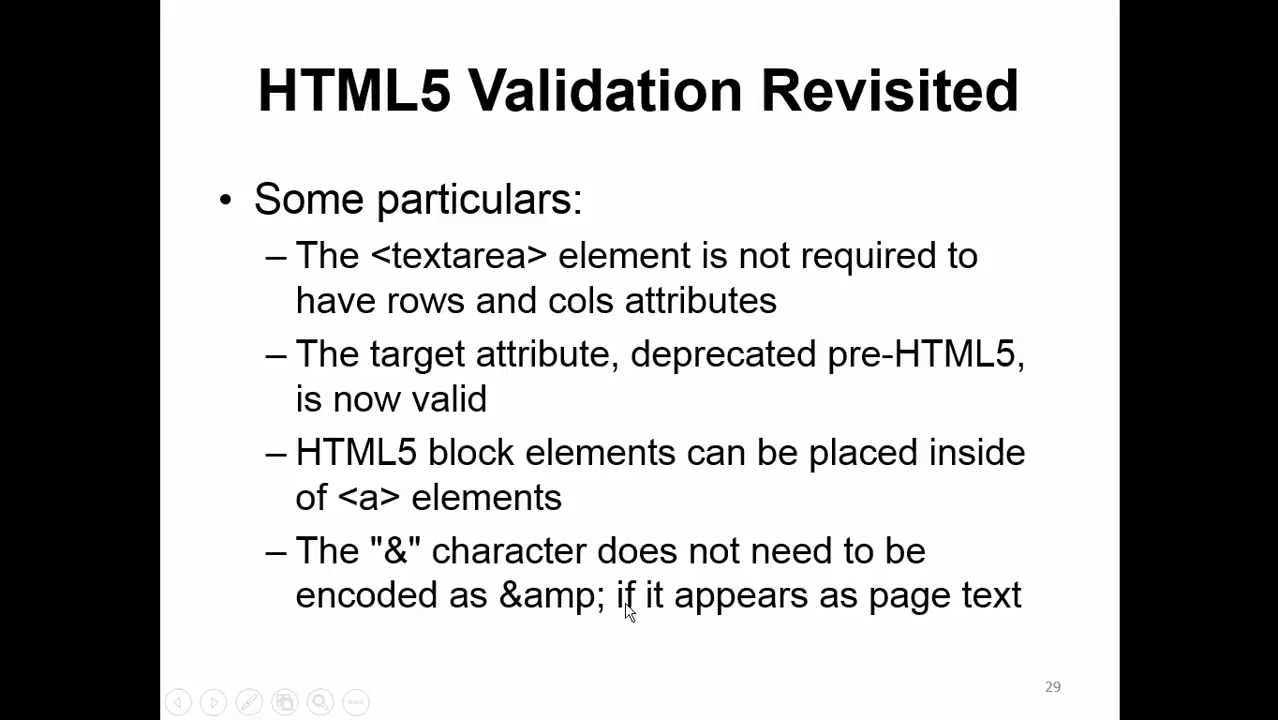 HTML5 Validation Revisited
• Some particulars:
– The <textarea> element is not required to
have rows and cols attributes
– The target attribute, deprecated pre-HTML5,
is now valid
– HTML5 block elements can be placed inside
of <a> elements
– The "&" character does not need to be
encoded as &amp; if it appears as page text
29